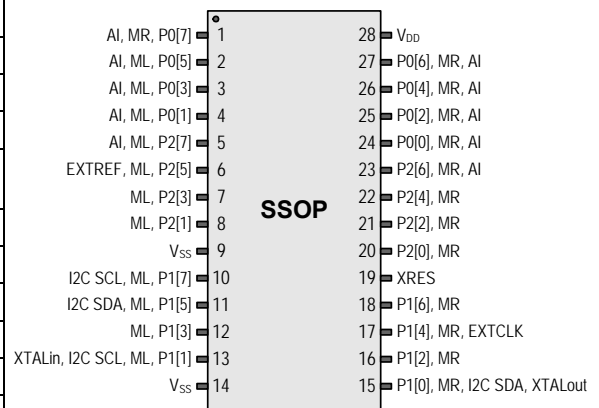 AI, MR, P0[7] 1
AI, ML, P0[5] 2
AI, ML, P0[3] 3
AI, ML, P0[1] 4
AI, ML, P2[7] 5
EXTREF, ML, P2[5] 6
ML, P2[3] 7
ML, P2[1] 8
Vss 9
I2C SCL, ML, P1[7] 10
I2C SDA, ML, P1[5] 11
ML, P1[3] 12
XTALin, I2C SCL, ML, P1[1] 13
Vss 14
SSOP
28 VDD
27 P0[6], MR, AI
26 P0[4], MR, AI
25 P0[2], MR, AI
24 P0[0], MR, AI
23 P2[6], MR, AI
22 P2[4], MR
21 P2[2], MR
20 P2[0], MR
19 XRES
18 P1[6], MR
17 P1[4], MR, EXTCLK
16 P1[2], MR
15 P1[0], MR, I2C SDA, XTALout